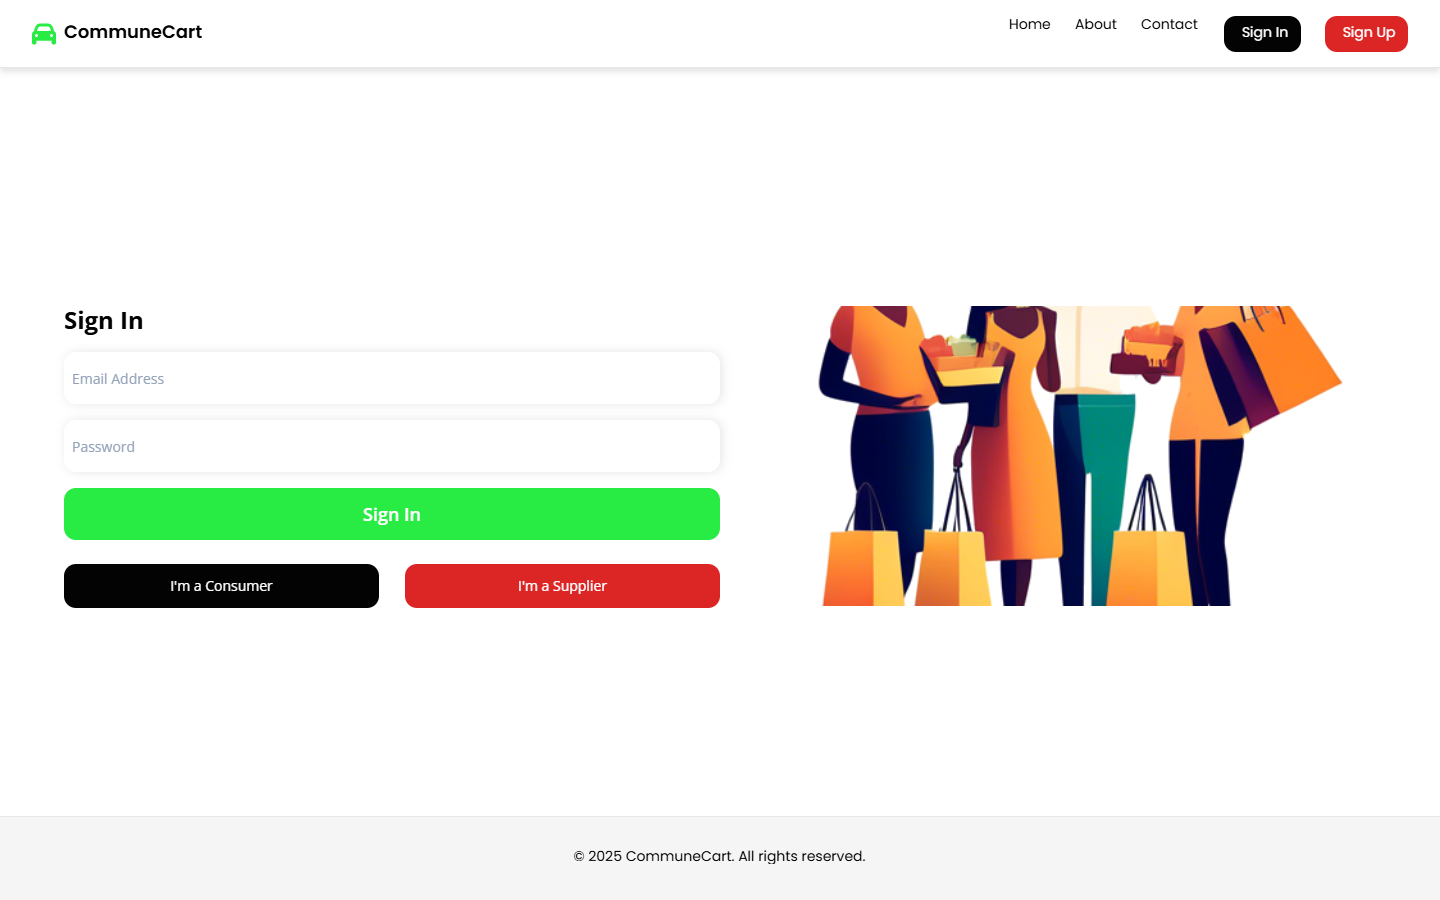 CommuneCart
Home About Contact Sign In Sign Up
Sign In
Email Address
Password
Sign In
I'm a Consumer I'm a Supplier
© 2025 CommuneCart. All rights reserved.